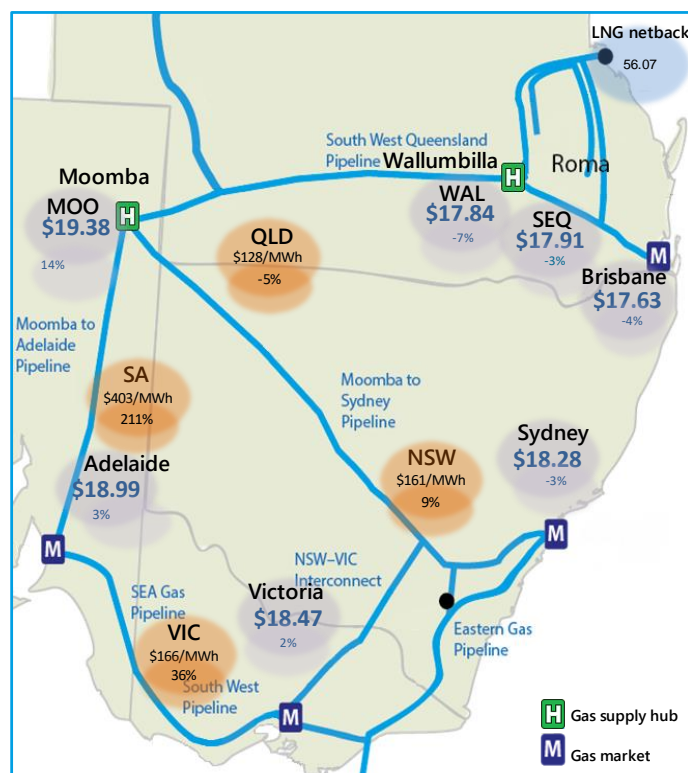 LNG netback
56.07
South West Queensland
Pipeline
Wallumbilla
Roma
Moomba
MOO
$19.38
14%
H
H
WAL
$17.84
-7%
SEQ
$17.91
-3%
QLD
$128/MWh
-5%
M
Brisbane
$17.63
-4%
Moomba to
Adelaide
Pipeline
SA
$403/MWh
211%
Moomba to
Sydney
Pipeline
Adelaide
$18.99
3%
NSW
$161/MWh
9%
Sydney
$18.28
-3%
M
M
NSW–VIC
Interconnect
SEA Gas
Pipeline
Victoria
$18.47
2%
Eastern Gas
Pipeline
VIC
$166/MWh
36%
South West
Pipeline
M
H Gas supply hub
M Gas market